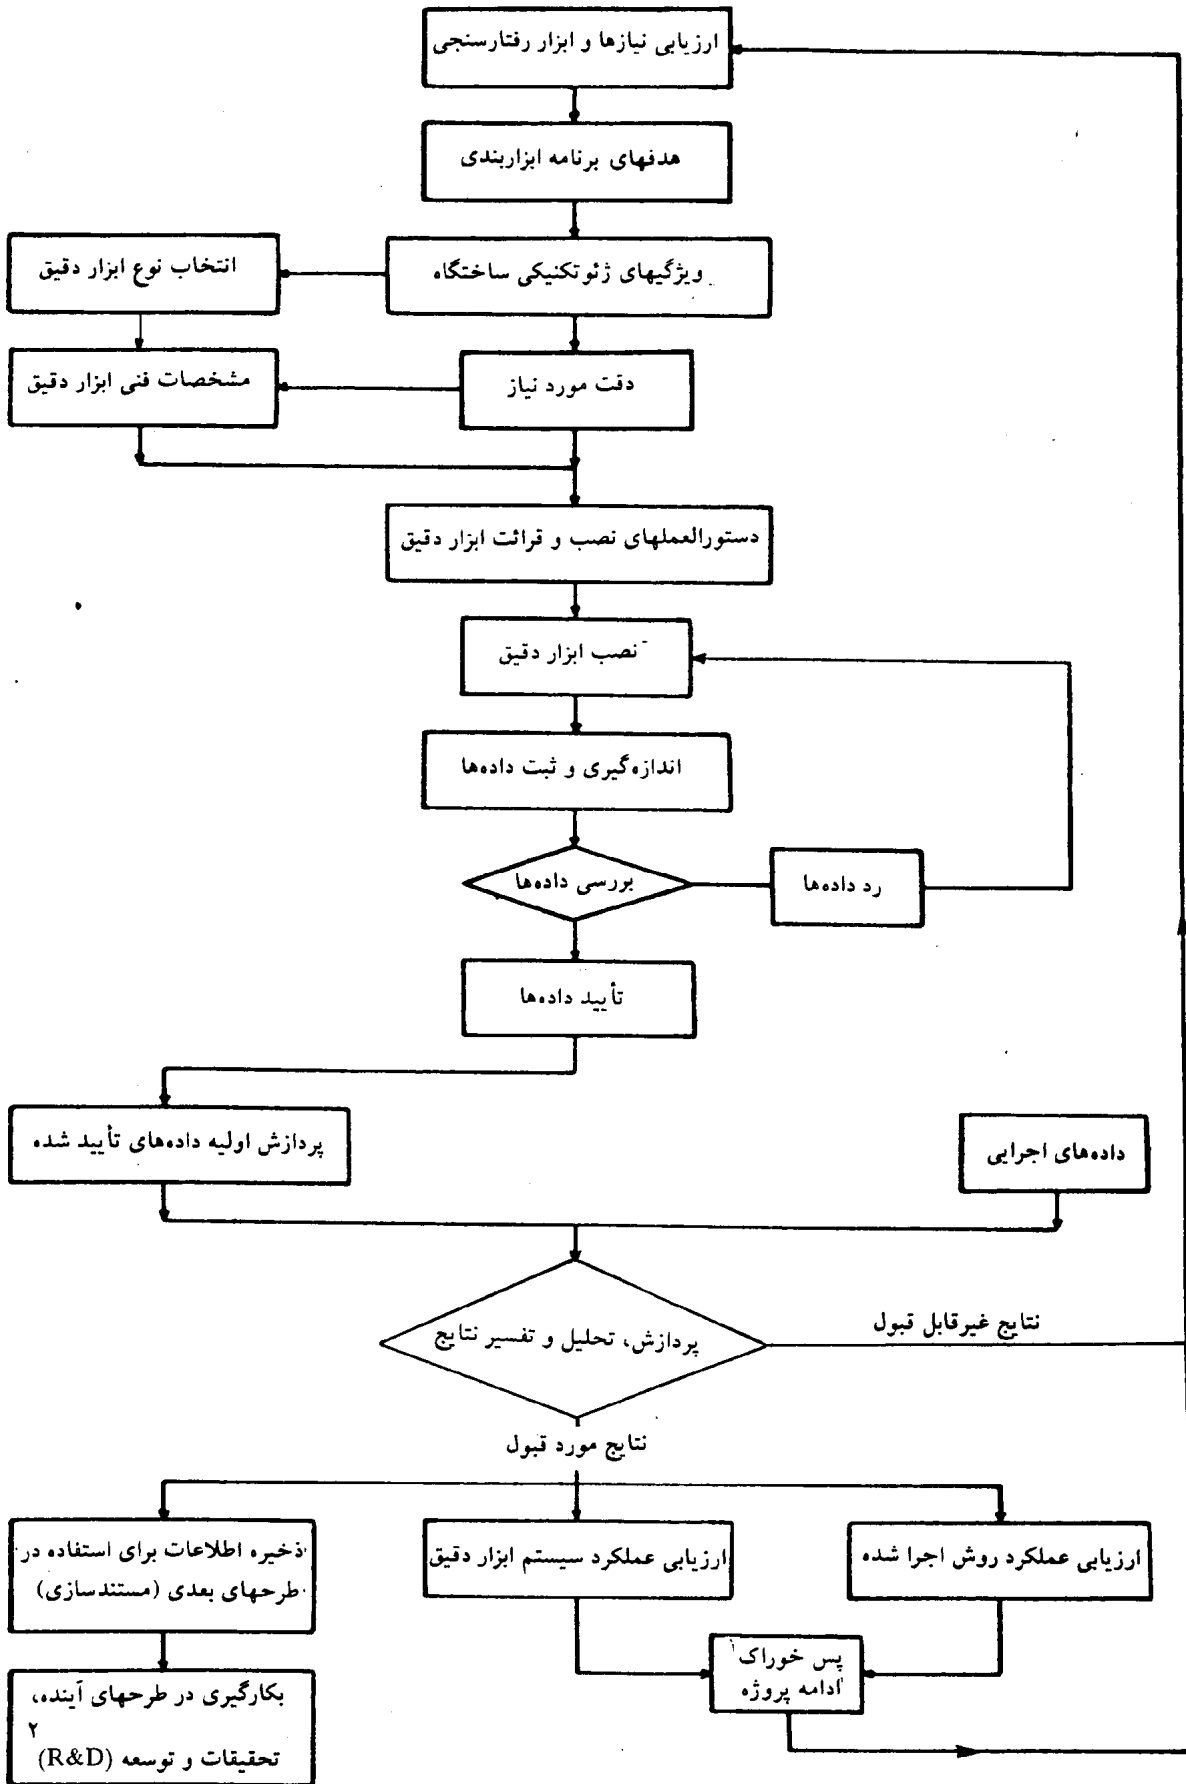 ارزیابی نیازها و ابزار رفتارسنجی
هدفهای برنامه ابزاربندی
ویژگیهای ژئوتکنیکی ساختگاه
انتخاب نوع ابزار دقیق
دقت مورد نیاز
مشخصات فنی ابزار دقیق
دستورالعملهای نصب و قرائت ابزار دقیق
نصب ابزار دقیق
اندازه‌گیری و ثبت داده‌ها
بررسی داده‌ها
رد داده‌ها
تأیید داده‌ها
داده‌های اجرایی
پردازش اولیه داده‌های تأیید شده
پردازش، تحلیل و تفسیر نتایج
نتایج غیرقابل قبول
نتایج مورد قبول
ارزیابی عملکرد روش اجرا شده
ارزیابی عملکرد سیستم ابزار دقیق
ذخیره اطلاعات برای استفاده در
طرحهای بعدی (مستندسازی)
پس خوراک۱
ادامه پروژه
بکارگیری در طرحهای آینده،
۲
تحقیقات و توسعه (R&D)